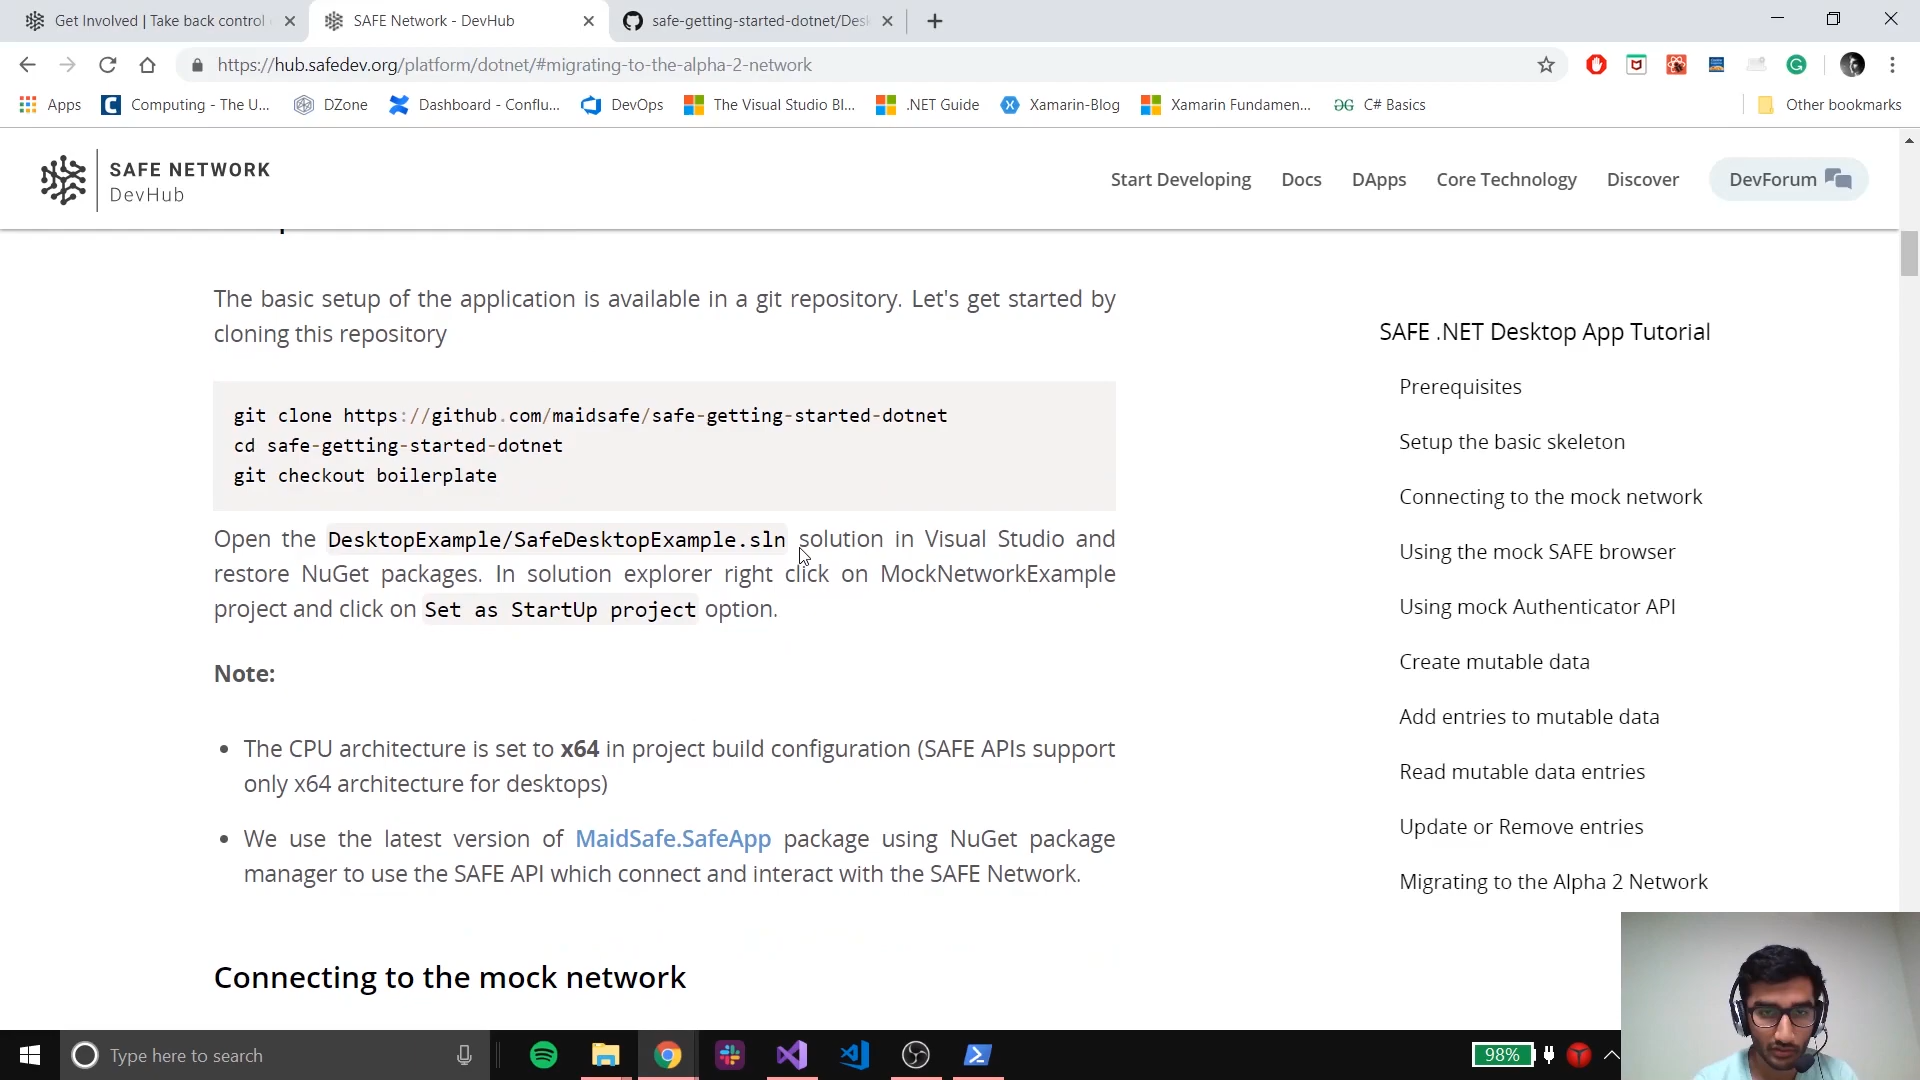 Get Involved | Take back control
SAFE Network - DevHub
safe-getting-started-dotnet/Des
https://hub.safedev.org/platform/dotnet/#migrating-to-the-alpha-2-network
Apps
Computing - The U...
DZone
Dashboard - Conflu...
DevOps
The Visual Studio Bl...
.NET Guide
Xamarin-Blog
Xamarin Fundamen...
C# Basics
Other bookmarks
SAFE NETWORK
DevHub
Start Developing
Docs
DApps
Core Technology
Discover
DevForum
The basic setup of the application is available in a git repository. Let's get started by
cloning this repository
git clone https://github.com/maidsafe/safe-getting-started-dotnet
cd safe-getting-started-dotnet
git checkout boilerplate
Open the DesktopExample/SafeDesktopExample.sln solution in Visual Studio and
restore NuGet packages. In solution explorer right click on MockNetworkExample
project and click on Set as StartUp project option.
Note:
• The CPU architecture is set to x64 in project build configuration (SAFE APIs support
only x64 architecture for desktops)
• We use the latest version of MaidSafe.SafeApp package using NuGet package
manager to use the SAFE API which connect and interact with the SAFE Network.
Connecting to the mock network
SAFE .NET Desktop App Tutorial
Prerequisites
Setup the basic skeleton
Connecting to the mock network
Using the mock SAFE browser
Using mock Authenticator API
Create mutable data
Add entries to mutable data
Read mutable data entries
Update or Remove entries
Migrating to the Alpha 2 Network
Type here to search
98%